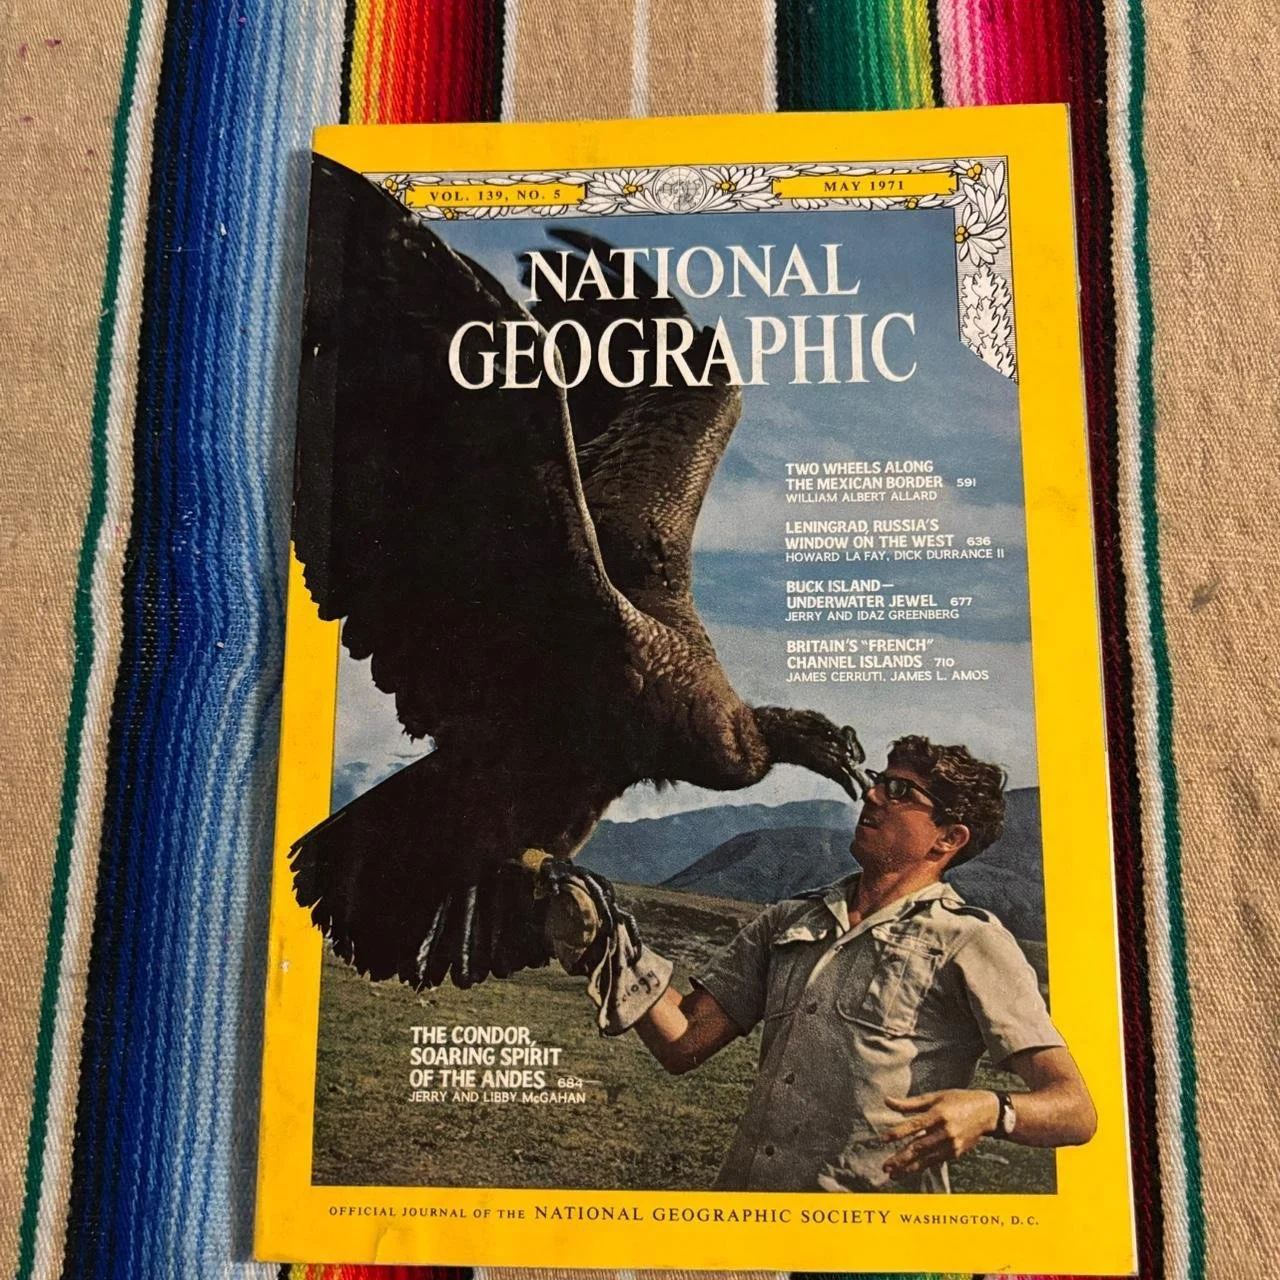 VOL. 139, NO. 5
MAY 1971
NATIONAL
GEOGRAPHIC
TWO WHEELS ALONG
THE MEXICAN BORDER 591
WILLIAM ALBERT ALLARD
LENINGRAD, RUSSIA'S
WINDOW ON THE WEST 636
HOWARD LA FAY, DICK DURRANCE II
BUCK ISLAND—
UNDERWATER JEWEL 677
JERRY AND IDAZ GREENBERG
BRITAIN'S "FRENCH"
CHANNEL ISLANDS 710
JAMES CERRUTI, JAMES L. AMOS
THE CONDOR,
SOARING SPIRIT
OF THE ANDES 684
JERRY AND LIBBY McGAHAN
OFFICIAL JOURNAL OF THE NATIONAL GEOGRAPHIC SOCIETY WASHINGTON, D.C.